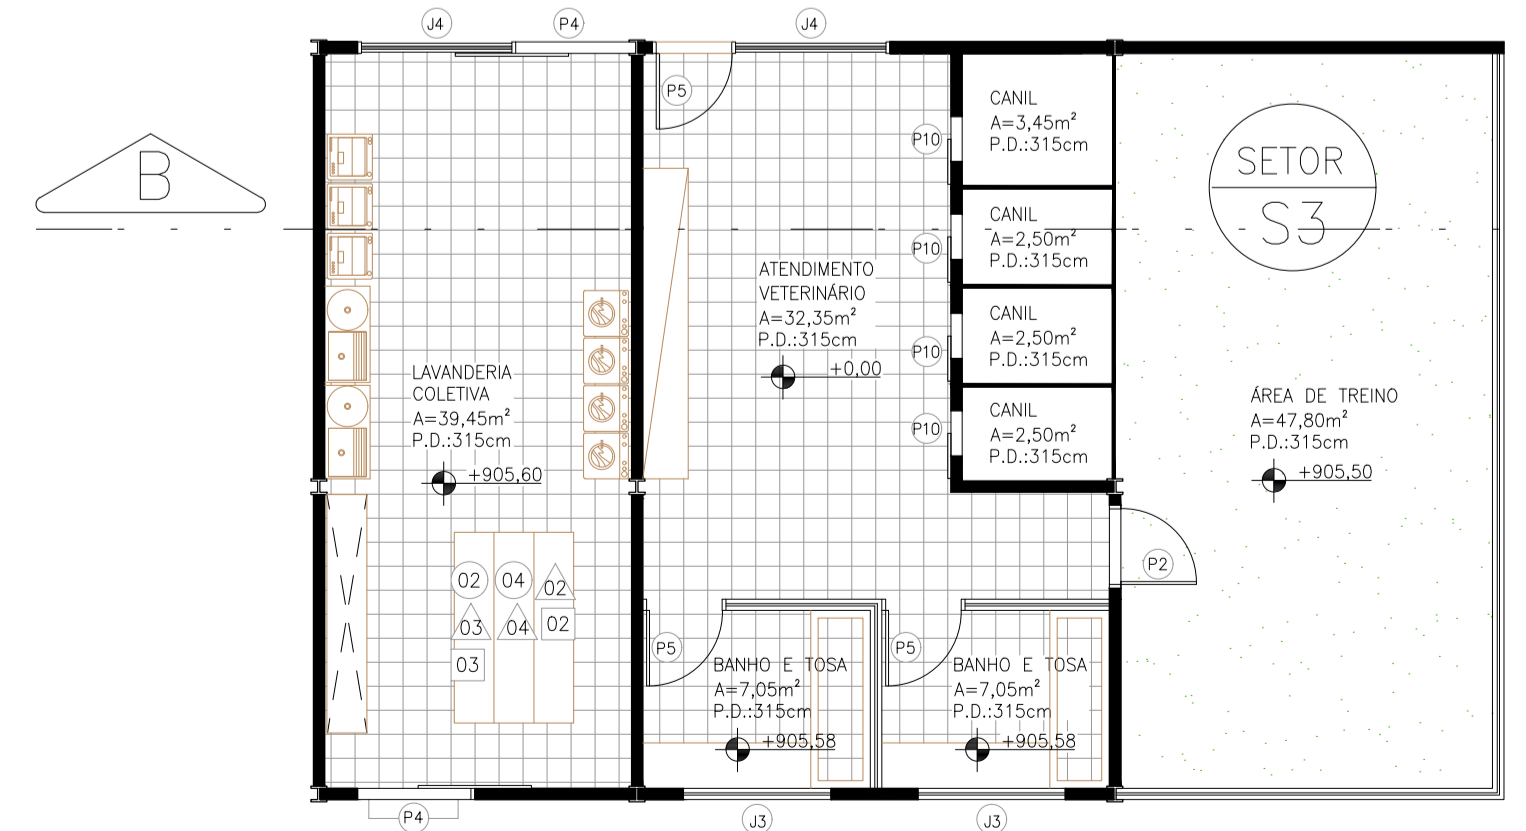 J4
P4
J4
B
P5
P10
CANIL
A=3,45m²
P.D.:315cm
SETOR
S3
P10
CANIL
A=2,50m²
P.D.:315cm
ATENDIMENTO
VETERINÁRIO
A=32,35m²
P.D.:315cm
+0,00
P10
CANIL
A=2,50m²
P.D.:315cm
LAVANDERIA
COLETIVA
A=39,45m²
P.D.:315cm
+905,60
P10
CANIL
A=2,50m²
P.D.:315cm
ÁREA DE TREINO
A=47,80m²
P.D.:315cm
+905,50
P2
02 04 02
03 04 02
03
P5
BANHO E TOSA
A=7,05m²
P.D.:315cm
+905,58
P5
BANHO E TOSA
A=7,05m²
P.D.:315cm
+905,58
P4
J3
J3